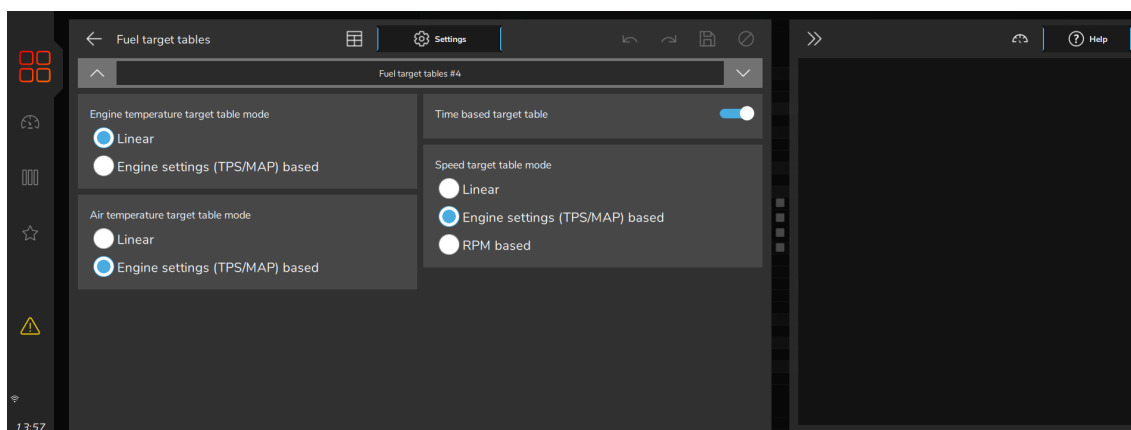 Fuel target tables
Settings
Help
Fuel target tables #4
Engine temperature target table mode
Linear
Engine settings (TPS/MAP) based
Air temperature target table mode
Linear
Engine settings (TPS/MAP) based
Time based target table
Speed target table mode
Linear
Engine settings (TPS/MAP) based
RPM based
13:57